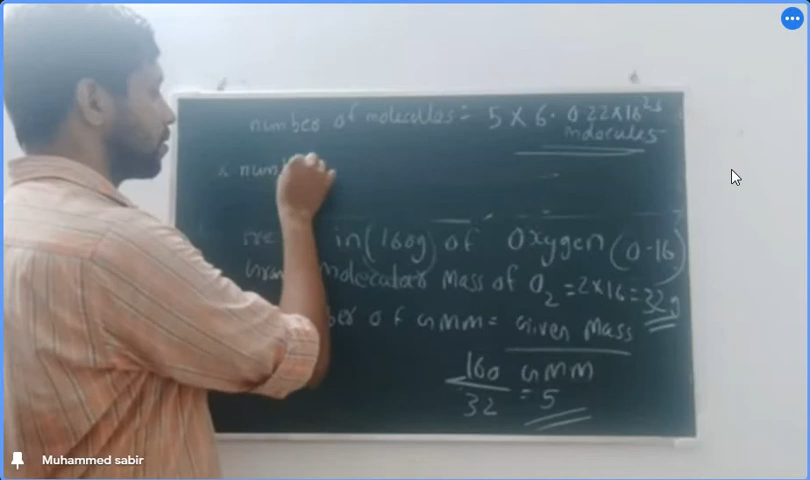 number of molecules = 5 X 6.022X10
molecules
in (160g) of Oxygen (O-16)
molecular mass of O2 = 2X16 = 32g
of GMM = Given Mass
160 GMM
32 = 5
Muhammed sabir